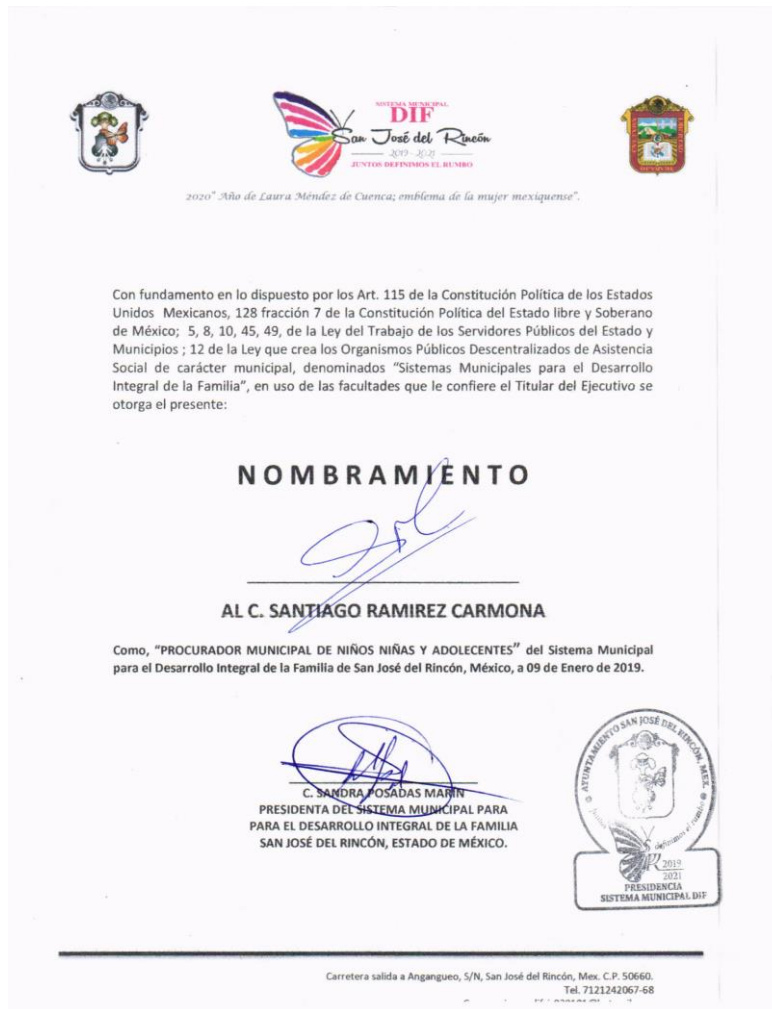 SISTEMA MUNICIPAL
DIF
San José del Rincón
2019 - 2021
JUNTOS DEFINIMOS EL RUMBO
2020" Año de Laura Méndez de Cuenca; emblema de la mujer mexiquense".
Con fundamento en lo dispuesto por los Art. 115 de la Constitución Política de los Estados
Unidos Mexicanos, 128 fracción 7 de la Constitución Política del Estado libre y Soberano
de México; 5, 8, 10, 45, 49, de la Ley del Trabajo de los Servidores Públicos del Estado y
Municipios ; 12 de la Ley que crea los Organismos Públicos Descentralizados de Asistencia
Social de carácter municipal, denominados "Sistemas Municipales para el Desarrollo
Integral de la Familia", en uso de las facultades que le confiere el Titular del Ejecutivo se
otorga el presente:
NOMBRAMIENTO
AL C. SANTIAGO RAMIREZ CARMONA
Como, "PROCURADOR MUNICIPAL DE NIÑOS NIÑAS Y ADOLECENTES" del Sistema Municipal
para el Desarrollo Integral de la Familia de San José del Rincón, México, a 09 de Enero de 2019.
C. SANDRA POSADAS MARIN
PRESIDENTA DEL SISTEMA MUNICIPAL PARA
PARA EL DESARROLLO INTEGRAL DE LA FAMILIA
SAN JOSÉ DEL RINCÓN, ESTADO DE MÉXICO.
AYUNTAMIENTO SAN JOSÉ DEL RINCÓN, MEX.
Juntos definimos el rumbo
2019
2021
PRESIDENCIA
SISTEMA MUNICIPAL DIF
Carretera salida a Angangueo, S/N, San José del Rincón, Mex. C.P. 50660.
Tel. 7121242067-68